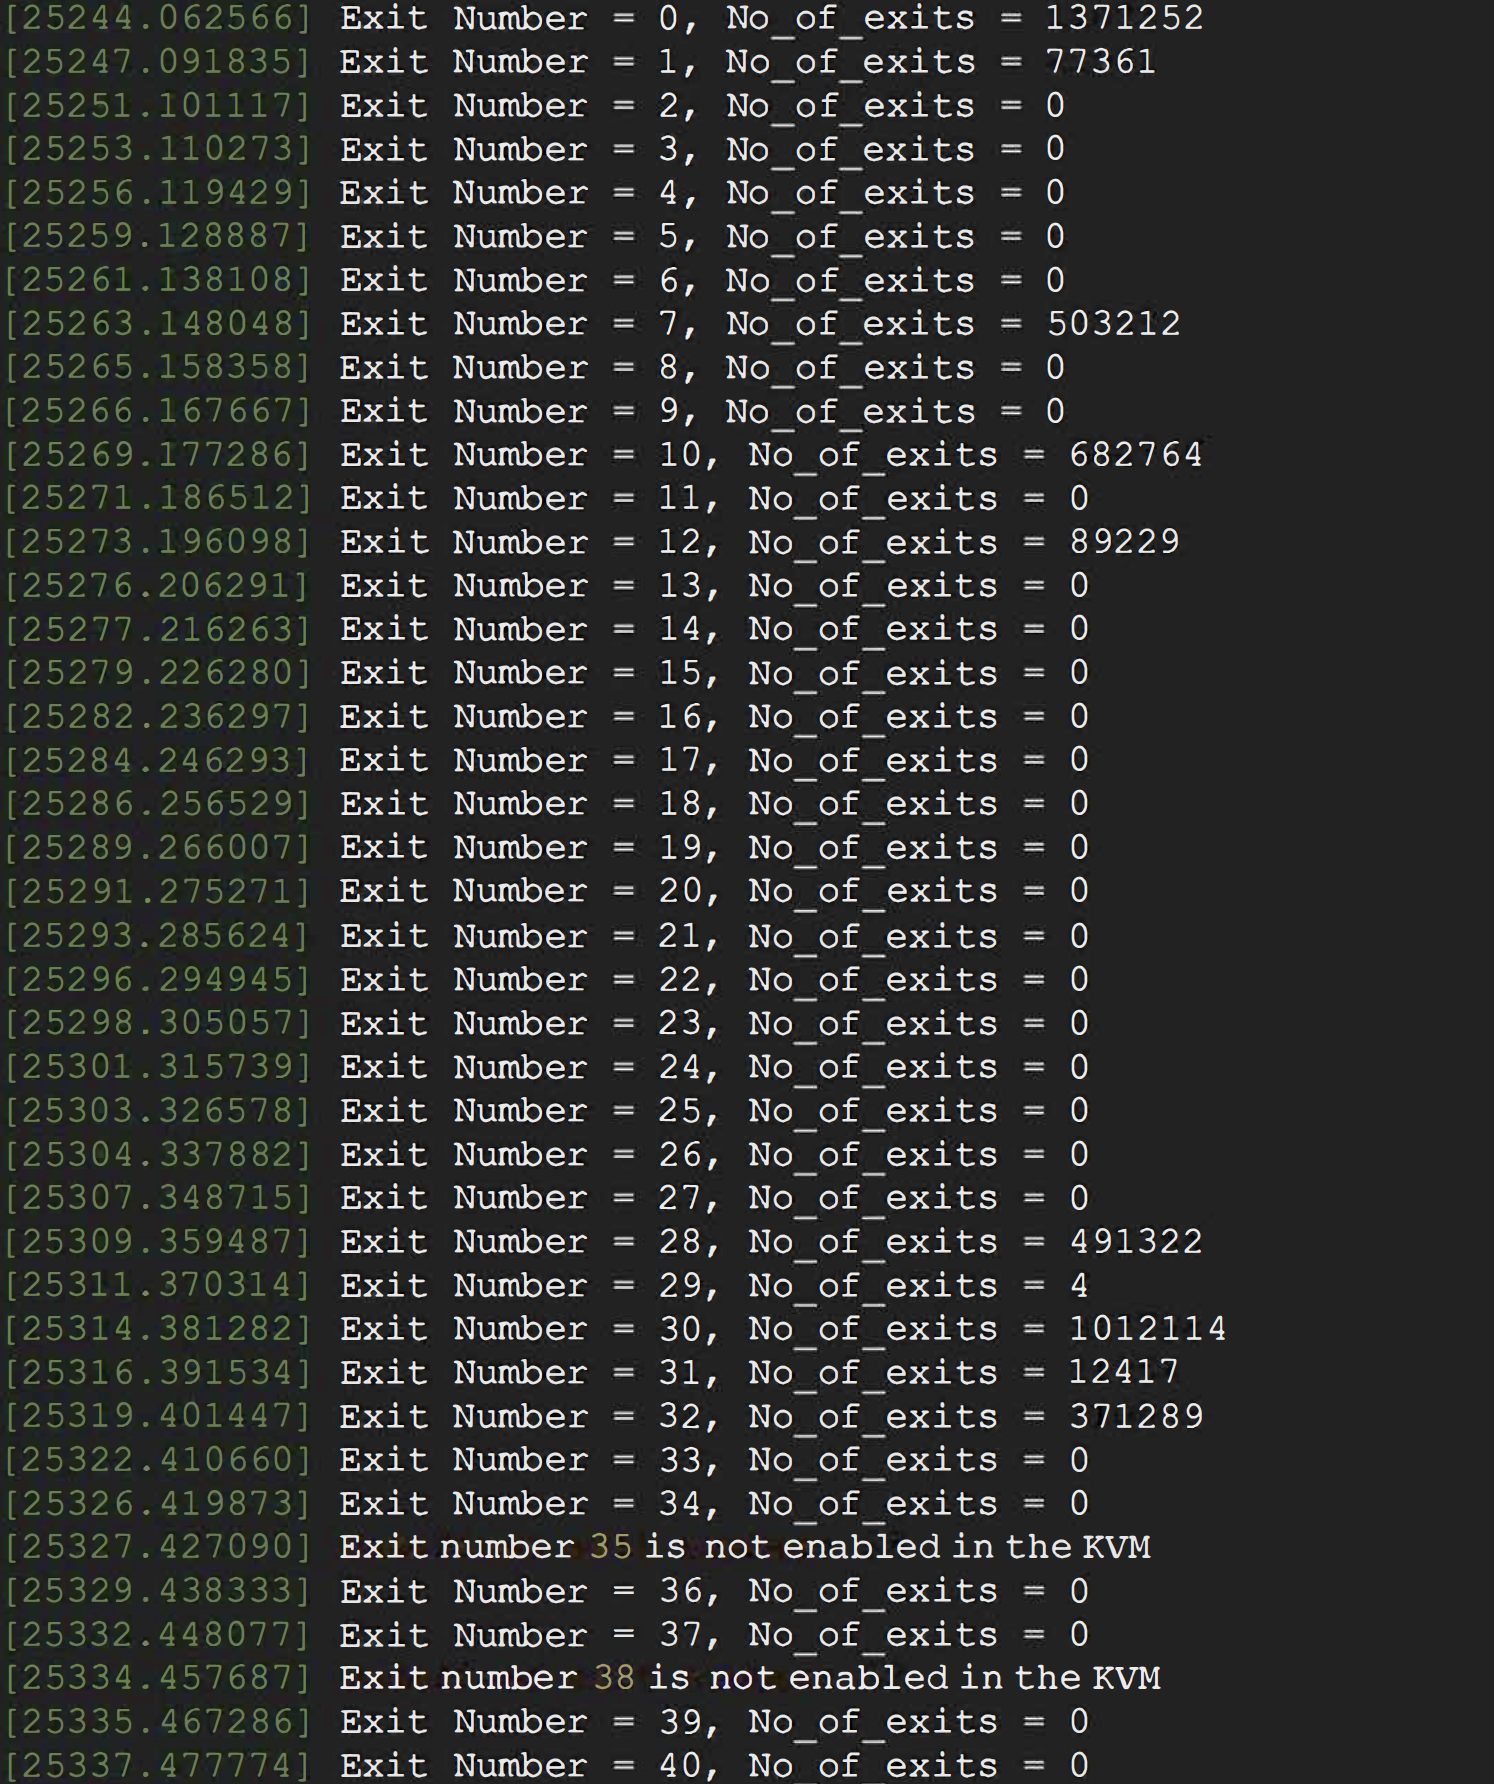 [25244.062566] Exit Number = 0, No_of_exits = 1371252
[25247.091835] Exit Number = 1, No_of_exits = 77361
[25251.101117] Exit Number = 2, No_of_exits = 0
[25253.110273] Exit Number = 3, No_of_exits = 0
[25256.119429] Exit Number = 4, No_of_exits = 0
[25259.128887] Exit Number = 5, No_of_exits = 0
[25261.138108] Exit Number = 6, No_of_exits = 0
[25263.148048] Exit Number = 7, No_of_exits = 503212
[25265.158358] Exit Number = 8, No_of_exits = 0
[25266.167667] Exit Number = 9, No_of_exits = 0
[25269.177286] Exit Number = 10, No_of_exits = 682764
[25271.186512] Exit Number = 11, No_of_exits = 0
[25273.196098] Exit Number = 12, No_of_exits = 89229
[25276.206291] Exit Number = 13, No_of_exits = 0
[25277.216263] Exit Number = 14, No_of_exits = 0
[25279.226280] Exit Number = 15, No_of_exits = 0
[25282.236297] Exit Number = 16, No_of_exits = 0
[25284.246293] Exit Number = 17, No_of_exits = 0
[25286.256529] Exit Number = 18, No_of_exits = 0
[25289.266007] Exit Number = 19, No_of_exits = 0
[25291.275271] Exit Number = 20, No_of_exits = 0
[25293.285624] Exit Number = 21, No_of_exits = 0
[25296.294945] Exit Number = 22, No_of_exits = 0
[25298.305057] Exit Number = 23, No_of_exits = 0
[25301.315739] Exit Number = 24, No_of_exits = 0
[25303.326578] Exit Number = 25, No_of_exits = 0
[25304.337882] Exit Number = 26, No_of_exits = 0
[25307.348715] Exit Number = 27, No_of_exits = 0
[25309.359487] Exit Number = 28, No_of_exits = 491322
[25311.370314] Exit Number = 29, No_of_exits = 4
[25314.381282] Exit Number = 30, No_of_exits = 1012114
[25316.391534] Exit Number = 31, No_of_exits = 12417
[25319.401447] Exit Number = 32, No_of_exits = 371289
[25322.410660] Exit Number = 33, No_of_exits = 0
[25326.419873] Exit Number = 34, No_of_exits = 0
[25327.427090] Exit number 35 is not enabled in the KVM
[25329.438333] Exit Number = 36, No_of_exits = 0
[25332.448077] Exit Number = 37, No_of_exits = 0
[25334.457687] Exit number 38 is not enabled in the KVM
[25335.467286] Exit Number = 39, No_of_exits = 0
[25337.477774] Exit Number = 40, No_of_exits = 0